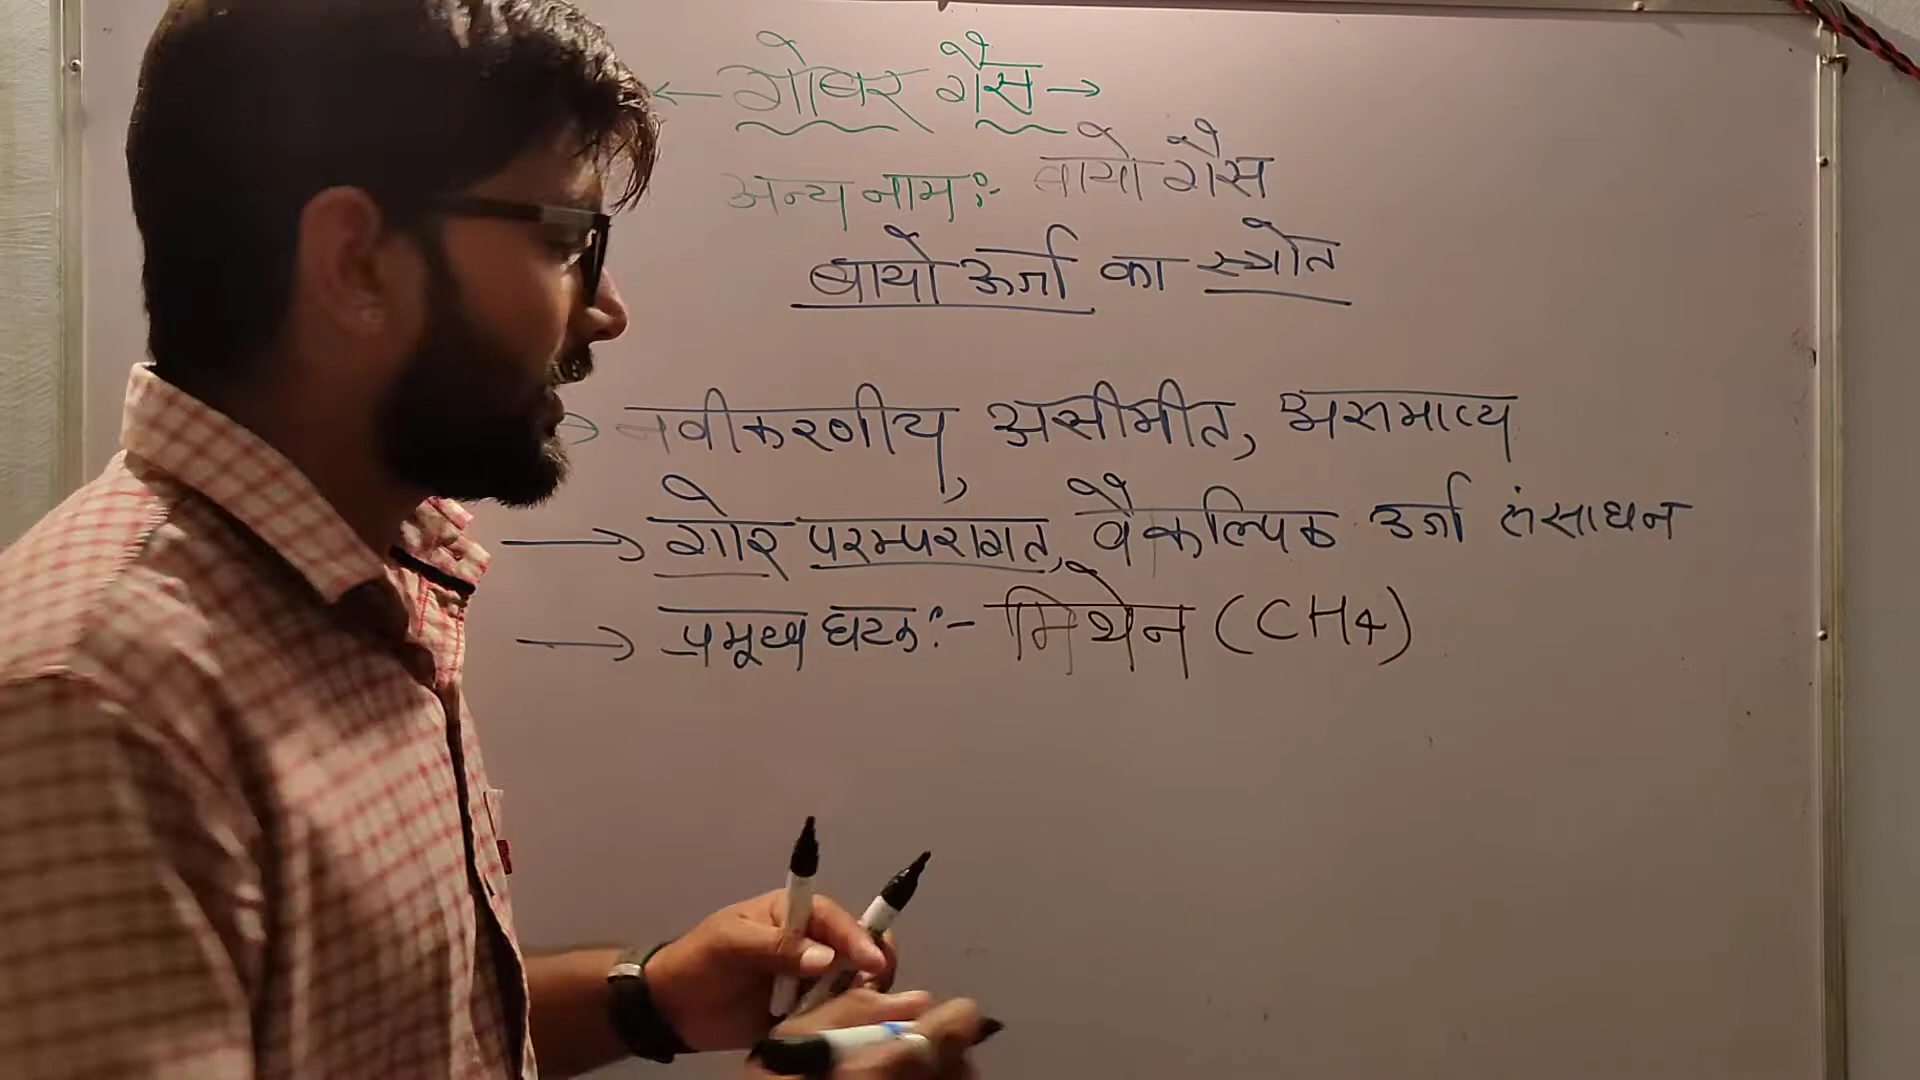 गोबर गैस
अन्य नाम:- बायो गैस
बायो ऊर्जा का स्त्रोत
नवीकरणीय, असीमीत, असमाप्य
गौर परम्परागत, वैकल्पिक ऊर्जा संसाधन
प्रमुख घटक:- मिथेन (CH4)